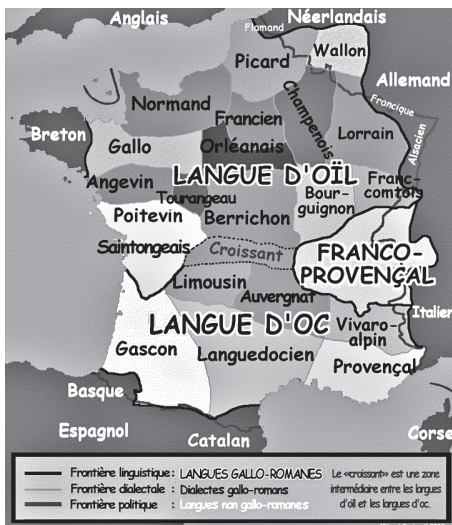 Anglais
Néerlandais
Flamand
Wallon
Picard
Allemand
Normand
Champenois
Francique
Francien
Lorrain
Alsacien
Breton
Gallo
Orléanais
LANGUE D'OÏL
Angevin
Franc-
comtois
Tourangeau
Bour-
guignon
Poitevin
Berrichon
Saintongeais
Croissant
FRANCO-
PROVENÇAL
Limousin
Auvergnat
Italien
LANGUE D'OC
Vivaro-
alpin
Gascon
Languedocien
Provençal
Basque
Espagnol
Catalan
Corse
Frontière linguistique : LANGUES GALLO-ROMANES
Frontière dialectale : Dialectes gallo-romans
Frontière politique : Langues non gallo-romanes
Le «croissant» est une zone
intermédiaire entre les langues
d'oïl et les langues d'oc.